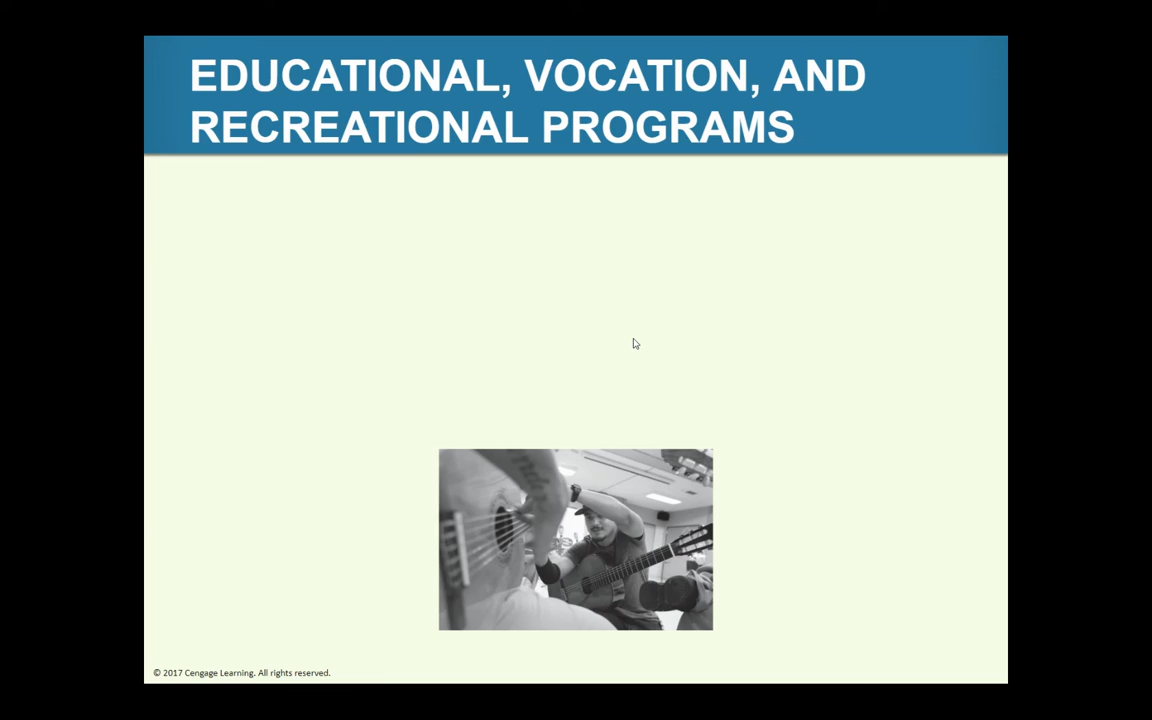 EDUCATIONAL, VOCATION, AND
RECREATIONAL PROGRAMS
© 2017 Cengage Learning. All rights reserved.